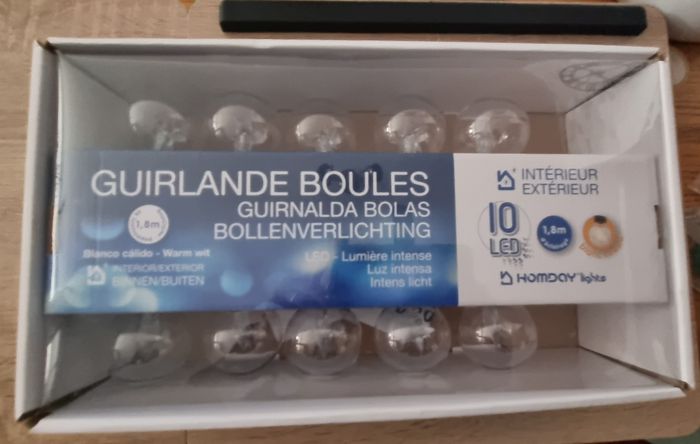 GUIRLANDE BOULES
GUIRNALDA BOLAS
BOLLENVERLICHTING
1,8m
Blanco cálido - Warm wit
INTERIOR/EXTERIOR
BINNEN/BUITEN
LED - Lumière intense
Luz intensa
Intens licht
INTÉRIEUR
EXTÉRIEUR
10
LED
1,8m
HOMDAY lights